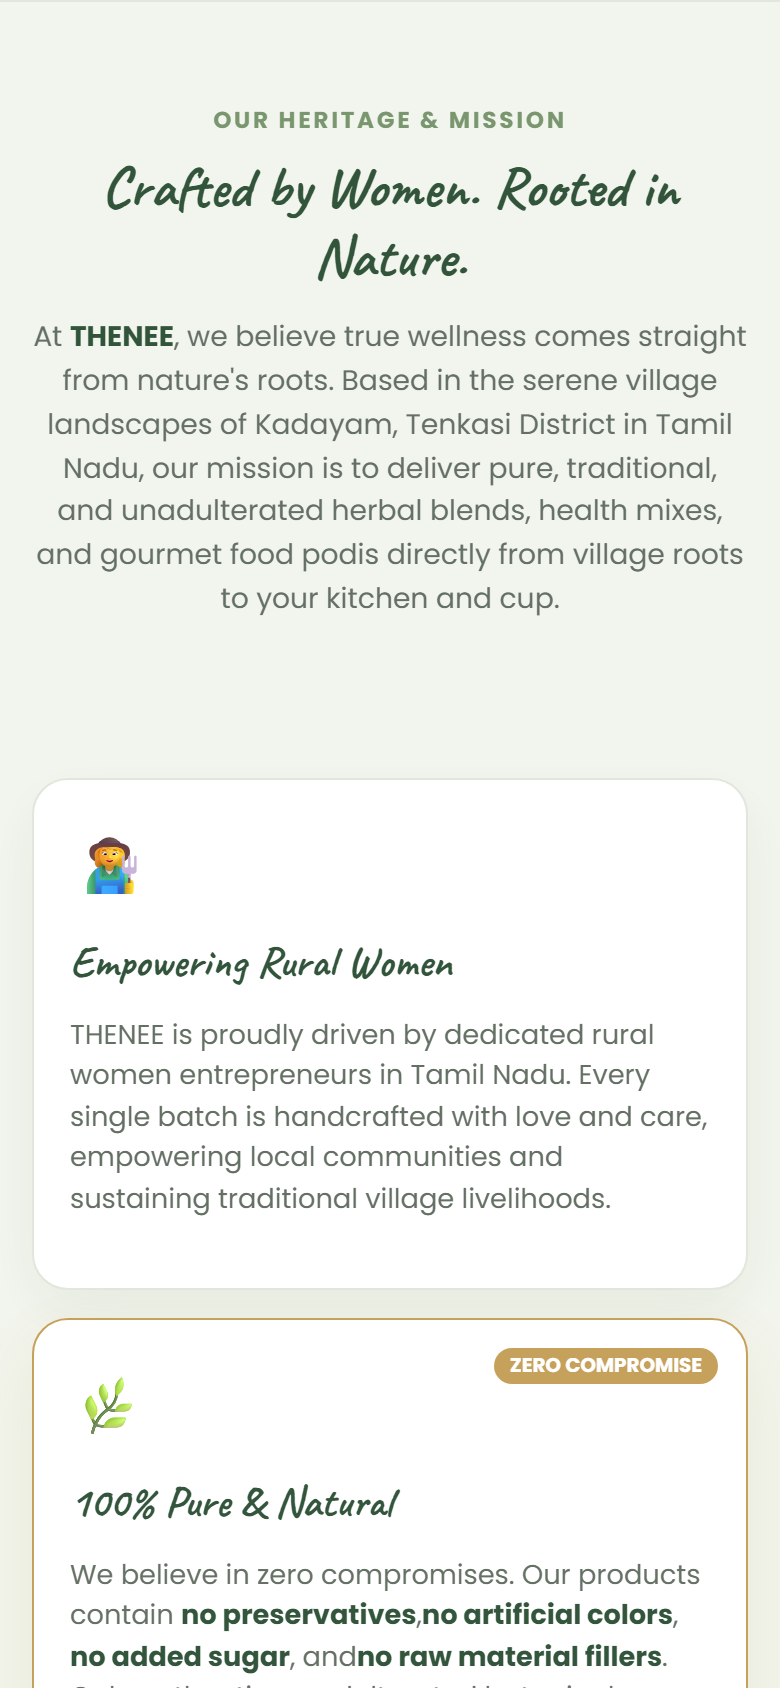 OUR HERITAGE & MISSION
Crafted by Women. Rooted in
Nature.
At THENEE, we believe true wellness comes straight
from nature's roots. Based in the serene village
landscapes of Kadayam, Tenkasi District in Tamil
Nadu, our mission is to deliver pure, traditional,
and unadulterated herbal blends, health mixes,
and gourmet food podis directly from village roots
to your kitchen and cup.
Empowering Rural Women
THENEE is proudly driven by dedicated rural
women entrepreneurs in Tamil Nadu. Every
single batch is handcrafted with love and care,
empowering local communities and
sustaining traditional village livelihoods.
ZERO COMPROMISE
100% Pure & Natural
We believe in zero compromises. Our products
contain no preservatives,no artificial colors,
no added sugar, andno raw material fillers.